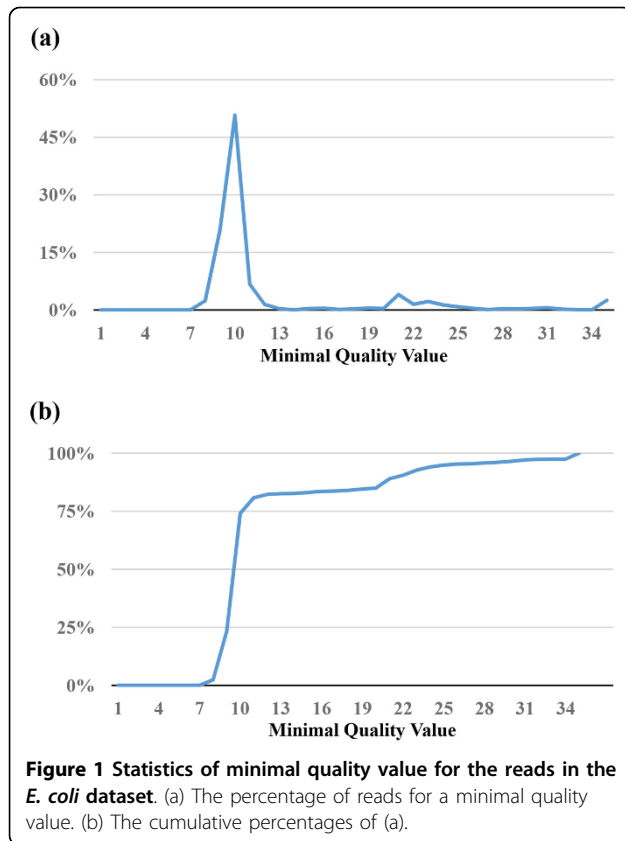 (a)
60%
45%
30%
15%
0%
1 4 7 10 13 16 19 22 25 28 31 34
Minimal Quality Value
(b)
100%
75%
50%
25%
0%
1 4 7 10 13 16 19 22 25 28 31 34
Minimal Quality Value
Figure 1 Statistics of minimal quality value for the reads in the
E. coli dataset. (a) The percentage of reads for a minimal quality
value. (b) The cumulative percentages of (a).